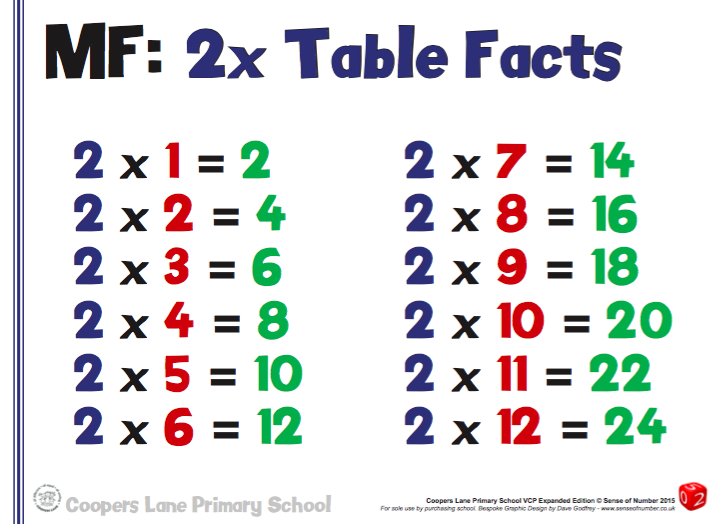 MF: 2x Table Facts
2 x 1 = 2
2 x 2 = 4
2 x 3 = 6
2 x 4 = 8
2 x 5 = 10
2 x 6 = 12
2 x 7 = 14
2 x 8 = 16
2 x 9 = 18
2 x 10 = 20
2 x 11 = 22
2 x 12 = 24
Coopers Lane Primary School
Coopers Lane Primary School VCP Expanded Edition © Sense of Number 2015
For sole use by purchasing school. Bespoke Graphic Design by Dave Godfrey - www.senseofnumber.co.uk